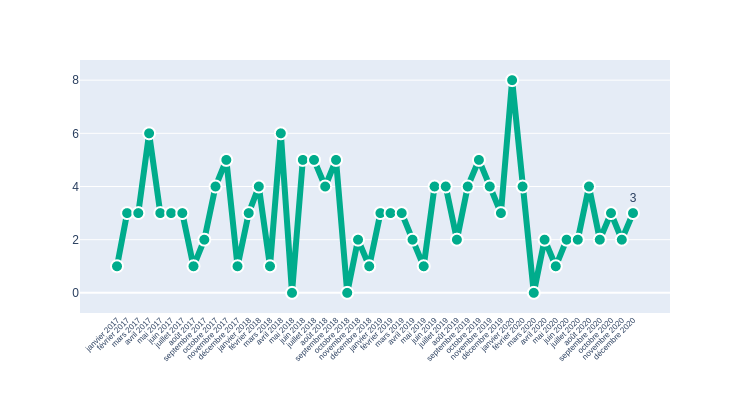 8
6
4
2
0
3
janvier 2017
février 2017
mars 2017
avril 2017
mai 2017
juin 2017
juillet 2017
août 2017
septembre 2017
octobre 2017
novembre 2017
décembre 2017
janvier 2018
février 2018
mars 2018
avril 2018
mai 2018
juin 2018
juillet 2018
août 2018
septembre 2018
octobre 2018
novembre 2018
décembre 2018
janvier 2019
février 2019
mars 2019
avril 2019
mai 2019
juin 2019
juillet 2019
août 2019
septembre 2019
octobre 2019
novembre 2019
décembre 2019
janvier 2020
février 2020
mars 2020
avril 2020
mai 2020
juin 2020
juillet 2020
août 2020
septembre 2020
octobre 2020
novembre 2020
décembre 2020